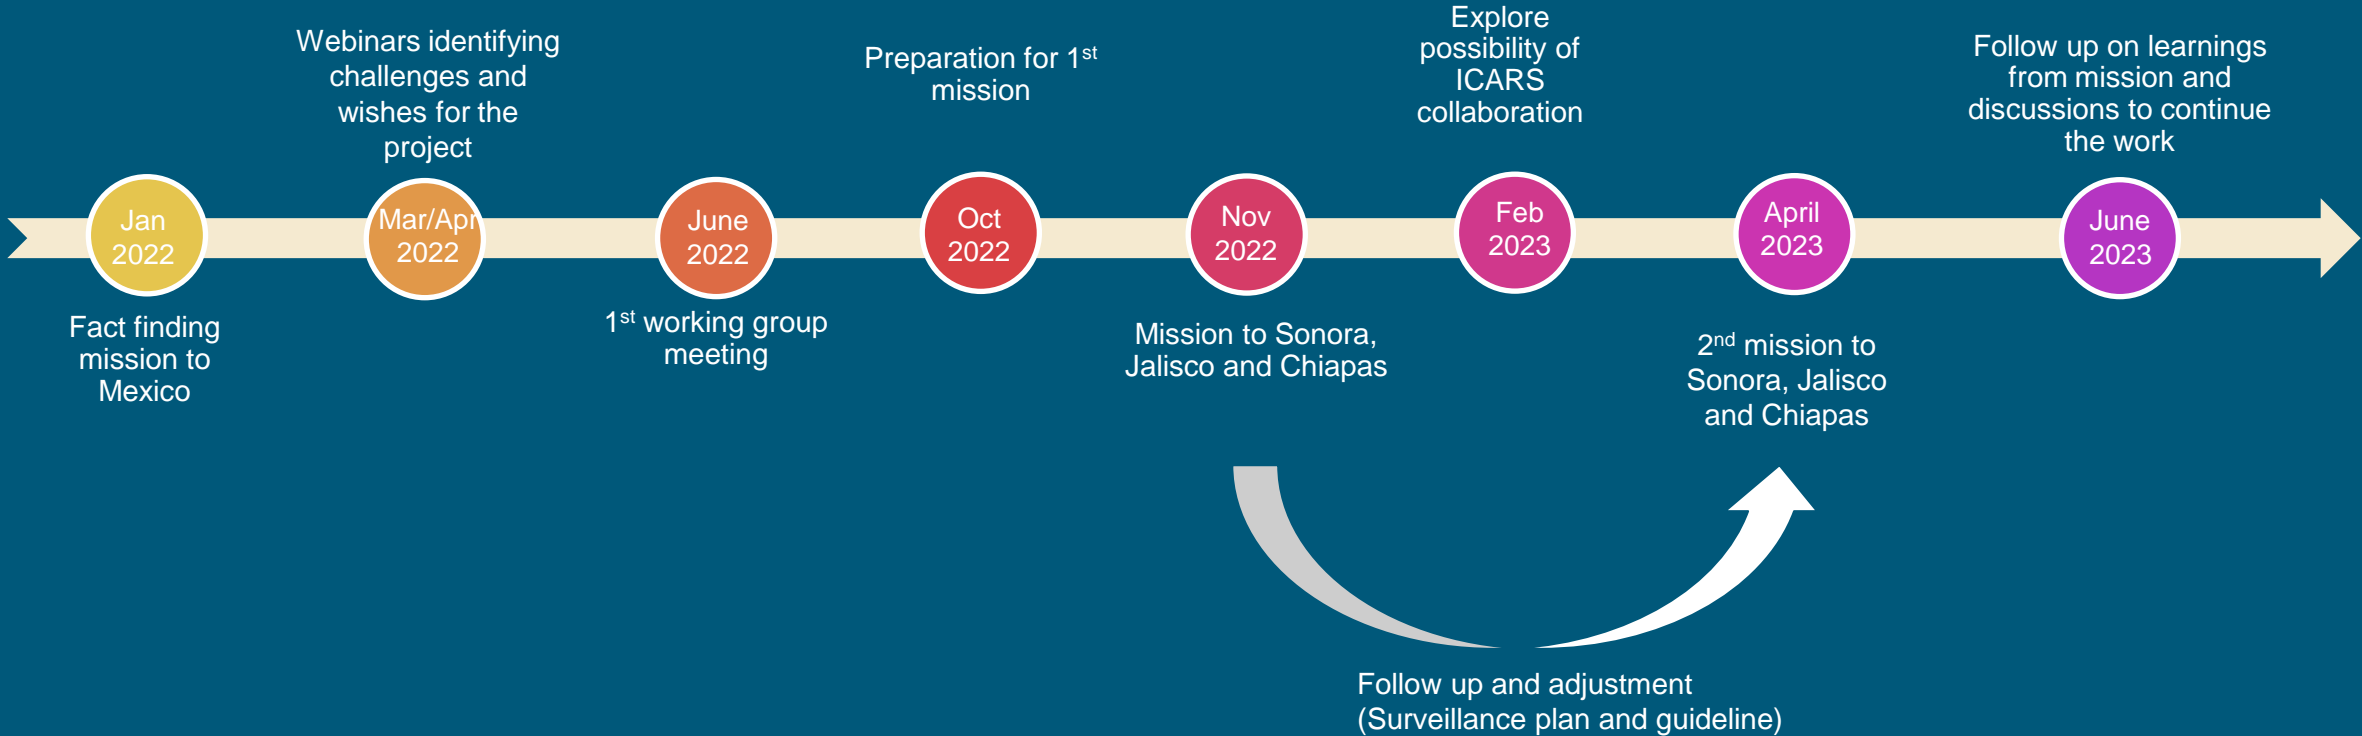 Webinars identifying
challenges and
wishes for the
project
Preparation for 1st
mission
Explore
possibility of
ICARS
collaboration
Follow up on learnings
from mission and
discussions to continue
the work
Jan
2022
Mar/Apr
2022
June
2022
Oct
2022
Nov
2022
Feb
2023
April
2023
June
2023
Fact finding
mission to
Mexico
1st working group
meeting
Mission to Sonora,
Jalisco and Chiapas
2nd mission to
Sonora, Jalisco
and Chiapas
Follow up and adjustment
(Surveillance plan and guideline)